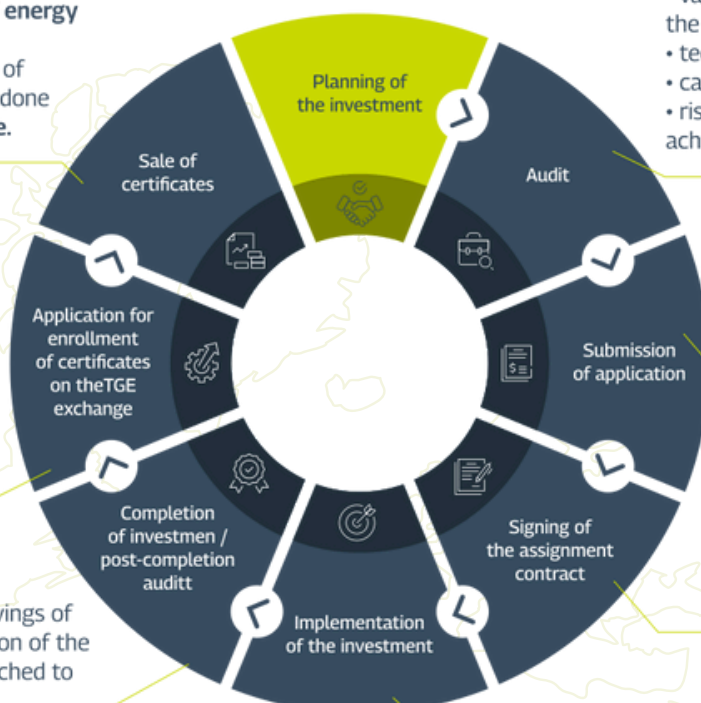 energy
of
done
e.
the
• te
• ca
• ris
ach
Planning of
the investment
Audit
Submission
of application
Signing of
the assignment
contract
Implementation
of the investment
Completion
of investmen /
post-completion
auditt
Application for
enrollment
of certificates
on theTGE
exchange
Sale of
certificates
vings of
on of the
ched to